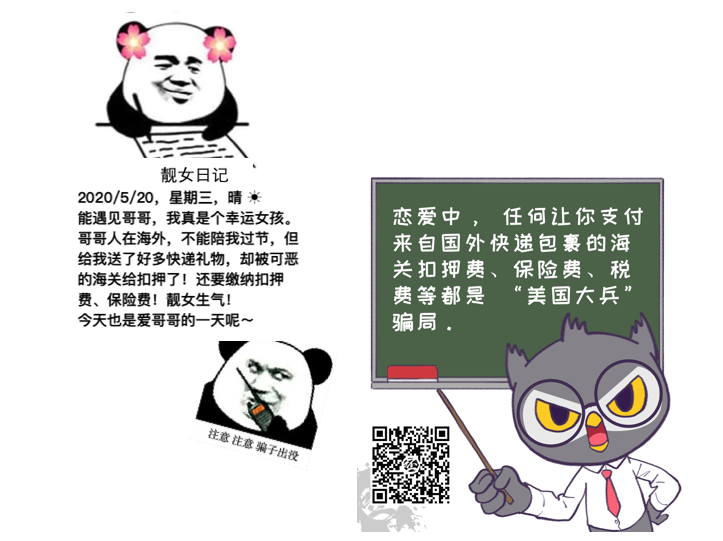 靓女日记
2020/5/20，星期三，晴 ☀
能遇见哥哥，我真是个幸运女孩。
哥哥人在海外，不能陪我过节，但
给我送了好多快递礼物，却被可恶
的海关给扣押了！还要缴纳扣押
费、保险费！靓女生气！
今天也是爱哥哥的一天呢～
注意 注意 骗子出没
恋爱中，任何让你支付
来自国外快递包裹的海
关扣押费、保险费、税
费等都是 “美国大兵”
骗局．